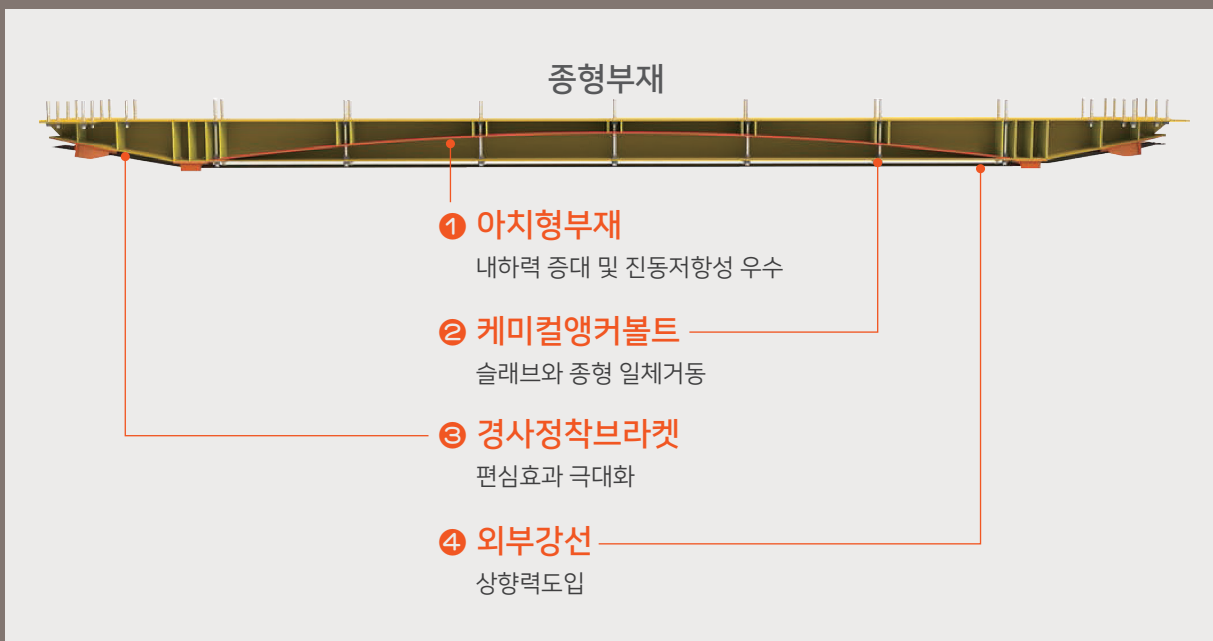 종형부재
❶ 아치형부재
내하력 증대 및 진동저항성 우수
❷ 케미컬앵커볼트
슬래브와 종형 일체거동
❸ 경사정착브라켓
편심효과 극대화
❹ 외부강선
상향력도입